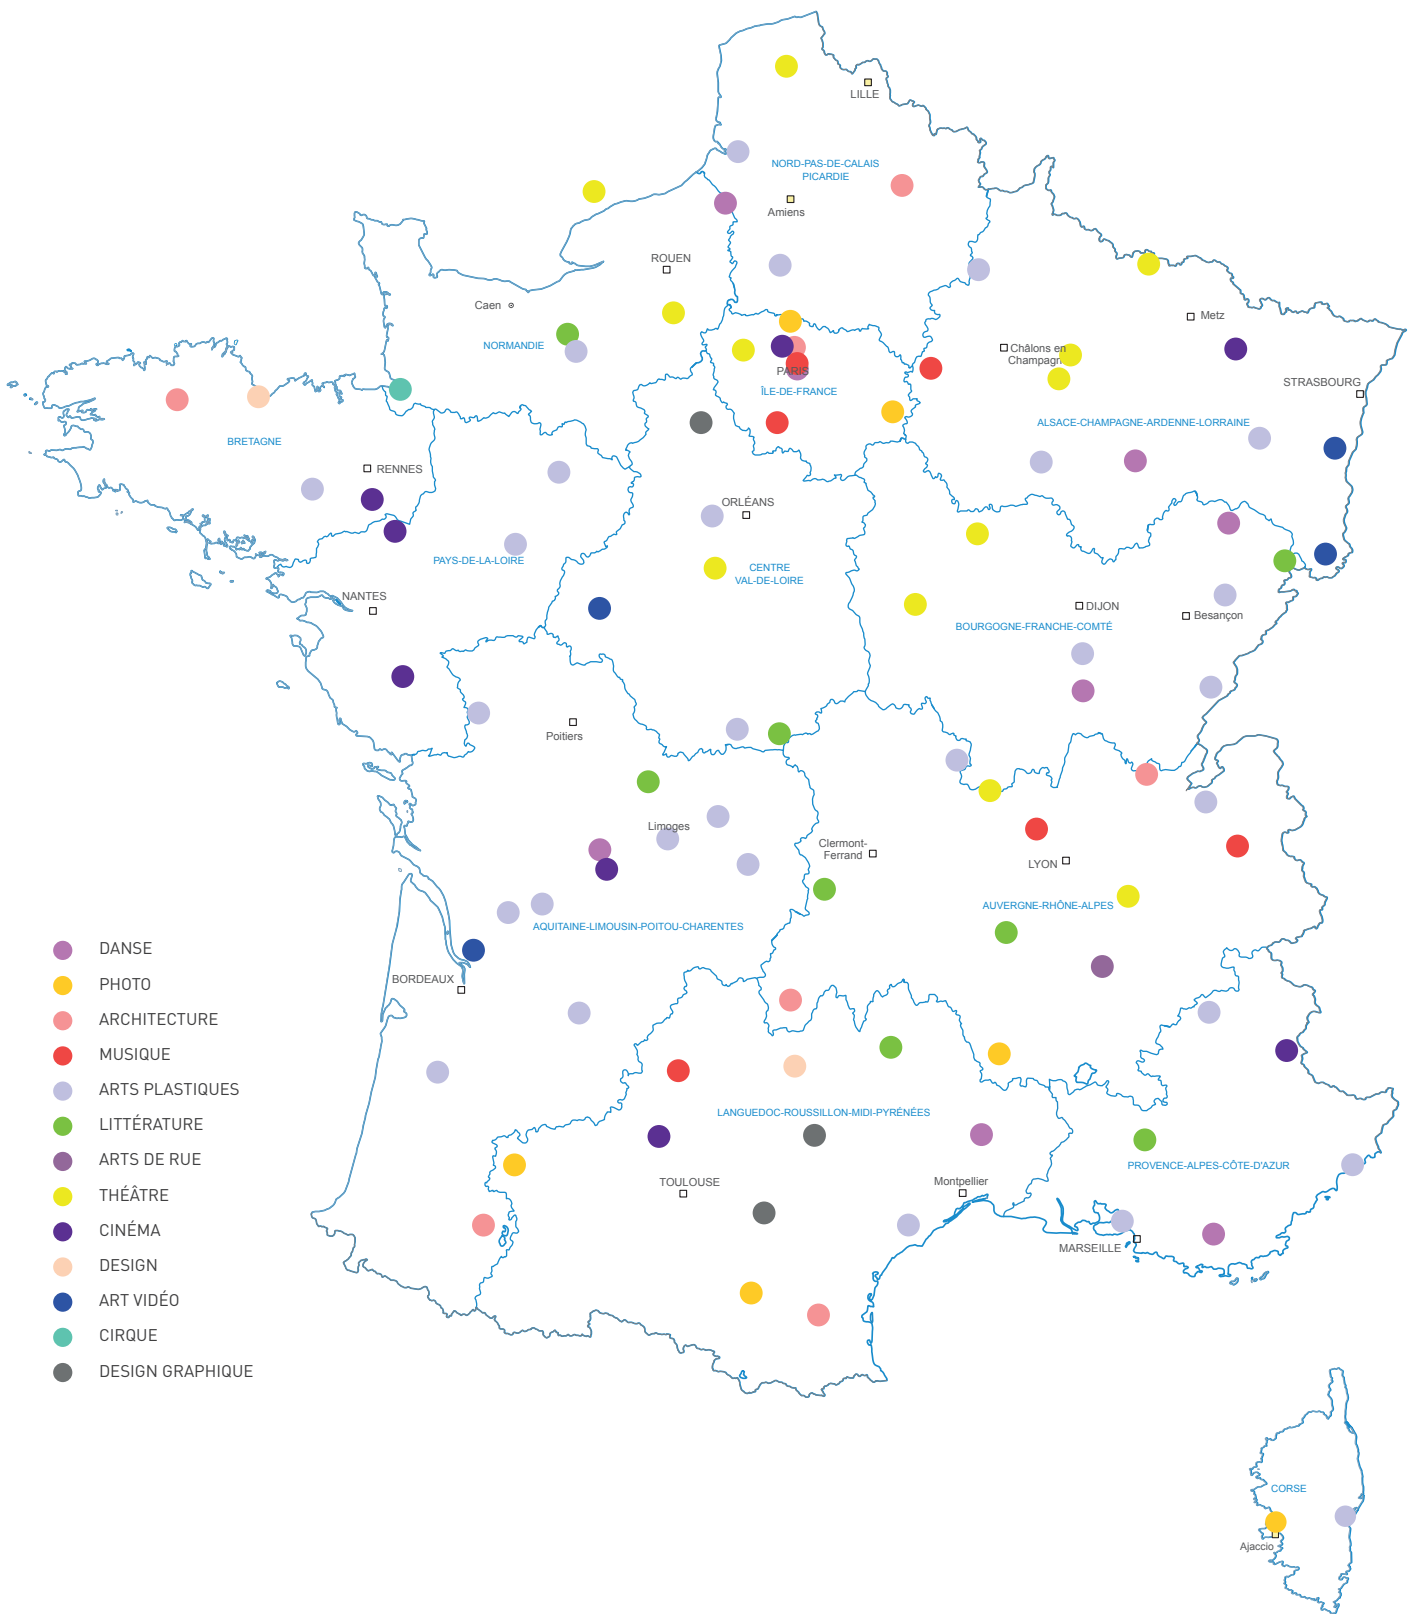 LILLE
NORD-PAS-DE-CALAIS
PICARDIE
Amiens
ROUEN
Caen
NORMANDIE
Metz
Châlons en
Champagn
PARIS
ÎLE-DE-FRANCE
STRASBOURG
ALSACE-CHAMPAGNE-ARDENNE-LORRAINE
BRETAGNE
RENNES
ORLÉANS
PAYS-DE-LA-LOIRE
CENTRE
VAL-DE-LOIRE
NANTES
DIJON
Besançon
BOURGOGNE-FRANCHE-COMTÉ
Poitiers
Limoges
Clermont-
Ferrand
LYON
AUVERGNE-RHÔNE-ALPES
AQUITAINE-LIMOUSIN-POITOU-CHARENTES
BORDEAUX
LANGUEDOC-ROUSSILLON-MIDI-PYRÉNÉES
PROVENCE-ALPES-CÔTE-D'AZUR
TOULOUSE
Montpellier
MARSEILLE
CORSE
Ajaccio
DANSE
PHOTO
ARCHITECTURE
MUSIQUE
ARTS PLASTIQUES
LITTÉRATURE
ARTS DE RUE
THÉÂTRE
CINÉMA
DESIGN
ART VIDÉO
CIRQUE
DESIGN GRAPHIQUE